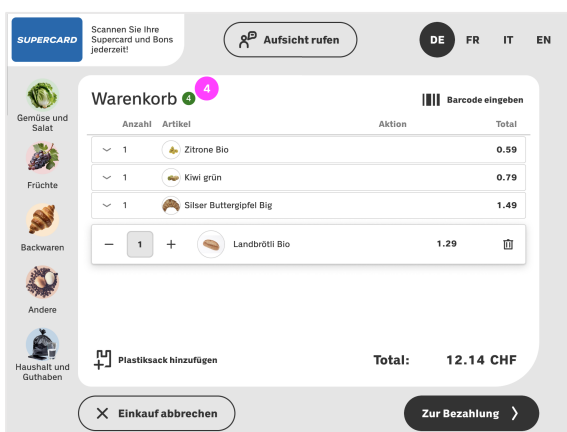 SUPERCARD
Scannen Sie Ihre
Supercard und Bons
jederzeit!
Aufsicht rufen
DE FR IT EN
Gemüse und
Salat
Früchte
Backwaren
Andere
Haushalt und
Guthaben
Warenkorb 4 4
Barcode eingeben
Anzahl Artikel Aktion Total
1 Zitrone Bio 0.59
1 Kiwi grün 0.79
1 Silser Buttergipfel Big 1.49
− 1 + Landbrötli Bio 1.29
Plastiksack hinzufügen
Total: 12.14 CHF
Einkauf abbrechen
Zur Bezahlung